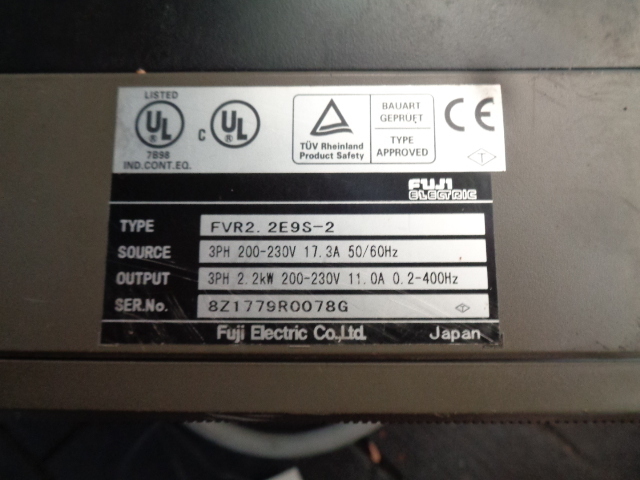 LISTED
UL
®
7B98
IND.CONT.EQ.
C UL
®
TÜV Rheinland
Product Safety
BAUART
GEPRÜFT
TYPE
APPROVED
CE
T
FUJI
ELECTRIC
TYPE FVR2.2E9S-2
SOURCE 3PH 200-230V 17.3A 50/60Hz
OUTPUT 3PH 2.2kW 200-230V 11.0A 0.2-400Hz
SER.No. 8Z1779R0078G
Fuji Electric Co.,Ltd. Japan